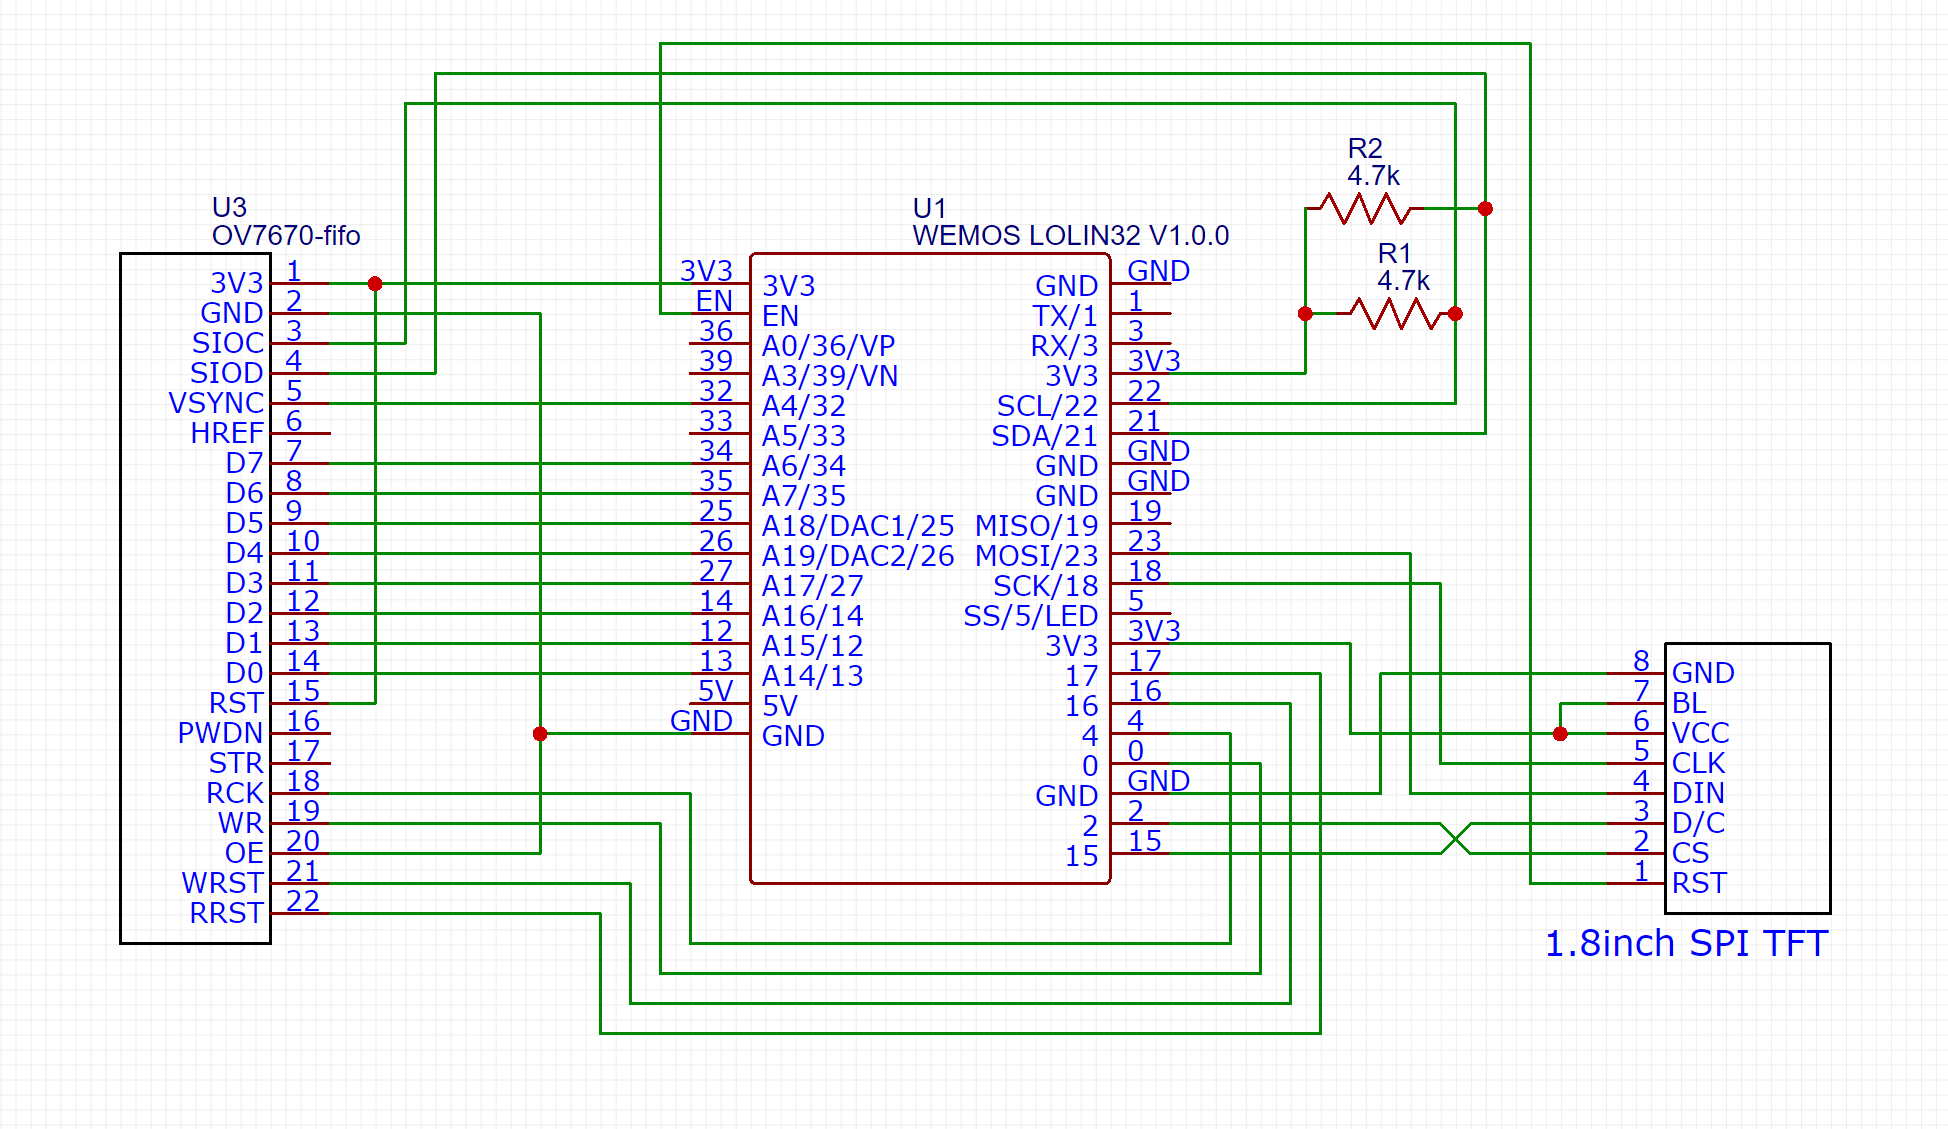 R2
4.7k
R1
4.7k
U3
OV7670-fifo
3V3 1
GND 2
SIOC 3
SIOD 4
VSYNC 5
HREF 6
D7 7
D6 8
D5 9
D4 10
D3 11
D2 12
D1 13
D0 14
RST 15
PWDN 16
STR 17
RCK 18
WR 19
OE 20
WRST 21
RRST 22
U1
WEMOS LOLIN32 V1.0.0
3V3 3V3
EN EN
36 A0/36/VP
39 A3/39/VN
32 A4/32
33 A5/33
34 A6/34
35 A7/35
25 A18/DAC1/25
26 A19/DAC2/26
27 A17/27
14 A16/14
12 A15/12
13 A14/13
5V 5V
GND GND
GND GND
TX/1 1
RX/3 3
3V3 3V3
SCL/22 22
SDA/21 21
GND GND
GND GND
MISO/19 19
MOSI/23 23
SCK/18 18
SS/5/LED 5
3V3 3V3
17 17
16 16
4 4
0 0
GND GND
2 2
15 15
8 GND
7 BL
6 VCC
5 CLK
4 DIN
3 D/C
2 CS
1 RST
1.8inch SPI TFT